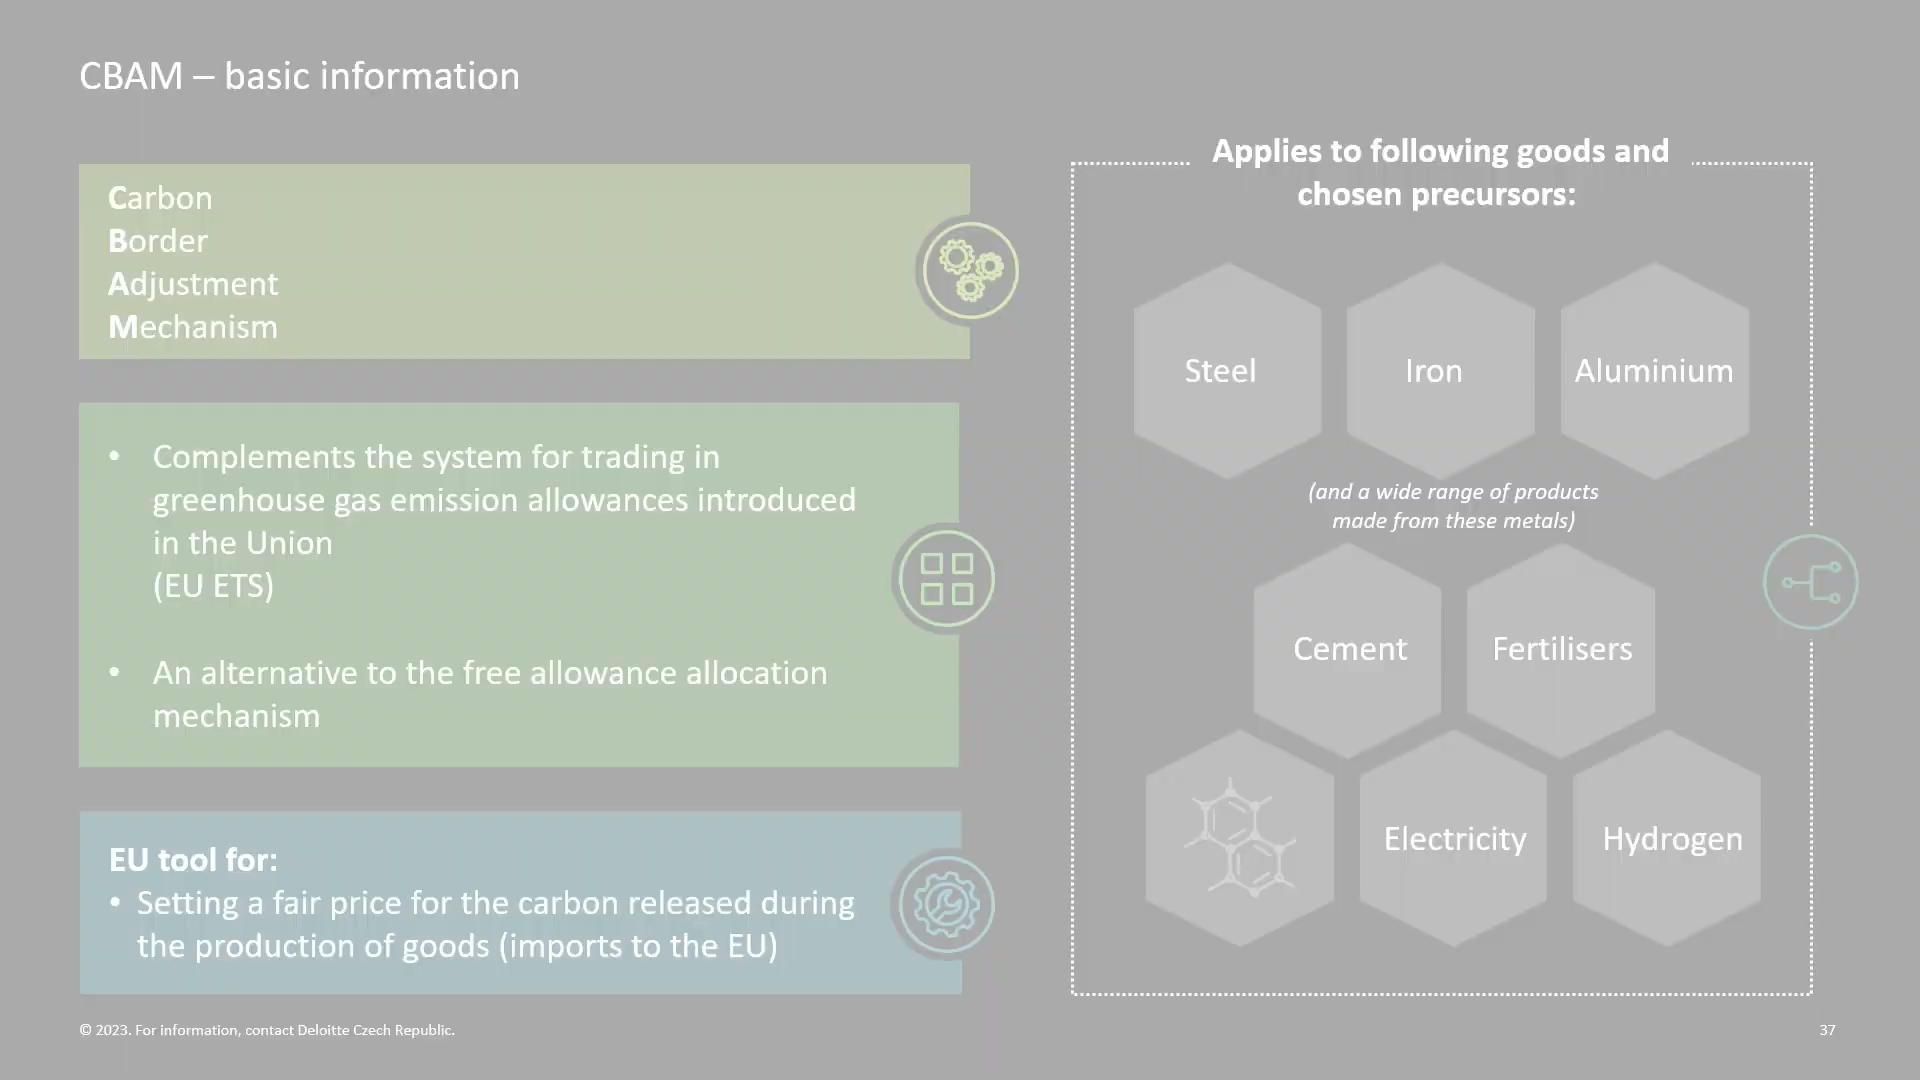 CBAM – basic information
Carbon
Border
Adjustment
Mechanism
• Complements the system for trading in
greenhouse gas emission allowances introduced
in the Union
(EU ETS)
• An alternative to the free allowance allocation
mechanism
EU tool for:
• Setting a fair price for the carbon released during
the production of goods (imports to the EU)
Applies to following goods and
chosen precursors:
Steel
Iron
Aluminium
(and a wide range of products
made from these metals)
Cement
Fertilisers
Electricity
Hydrogen
© 2023. For information, contact Deloitte Czech Republic.
37